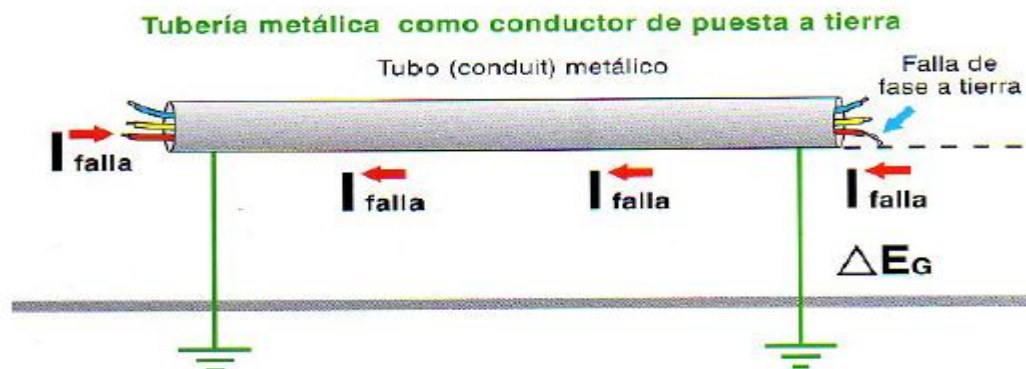 Tubería metálica como conductor de puesta a tierra
Tubo (conduit) metálico
Falla de
fase a tierra
I falla
I falla
I falla
I falla
△EG